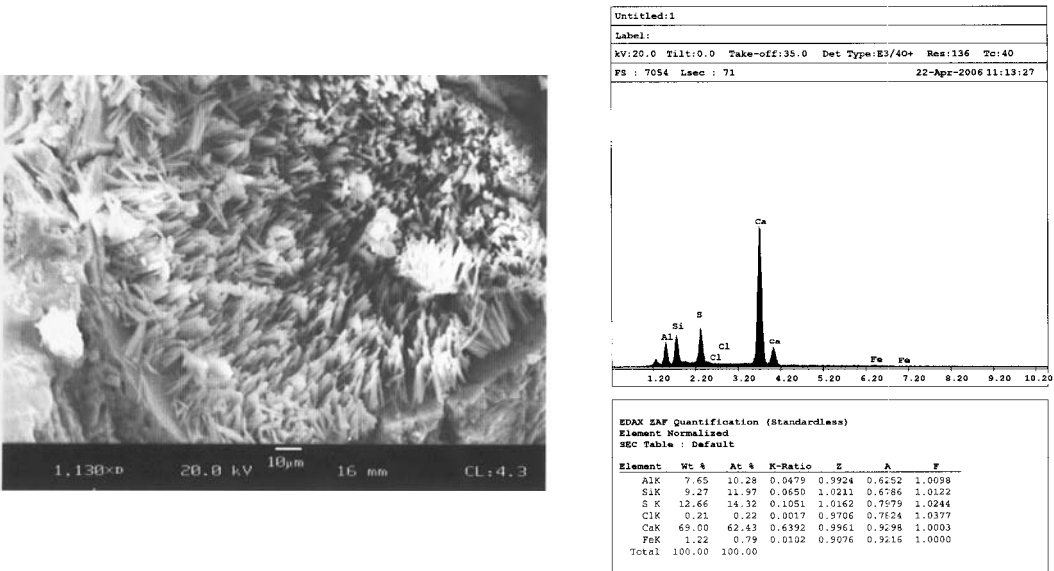 1,130×D 20.0 kV 10µm 16 mm CL:4.3
Untitled:1
Label:
kV:20.0 Tilt:0.0 Take-off:35.0 Det Type:E3/40+ Res:136 Tc:40
FS : 7054 Lsec : 71 22-Apr-2006 11:13:27
Ca
S
Si
Al
Cl
Cl
Ca
Fe Fe
1.20 2.20 3.20 4.20 5.20 6.20 7.20 8.20 9.20 10.20
EDAX ZAF Quantification (Standardless)
Element Normalized
SEC Table : Default
Element Wt % At % K-Ratio Z A F
AlK 7.65 10.28 0.0479 0.9924 0.6252 1.0098
SiK 9.27 11.97 0.0650 1.0211 0.6786 1.0122
S K 12.66 14.32 0.1051 1.0162 0.7979 1.0244
ClK 0.21 0.22 0.0017 0.9706 0.7824 1.0377
CaK 69.00 62.43 0.6392 0.9961 0.9298 1.0003
FeK 1.22 0.79 0.0102 0.9076 0.9216 1.0000
Total 100.00 100.00